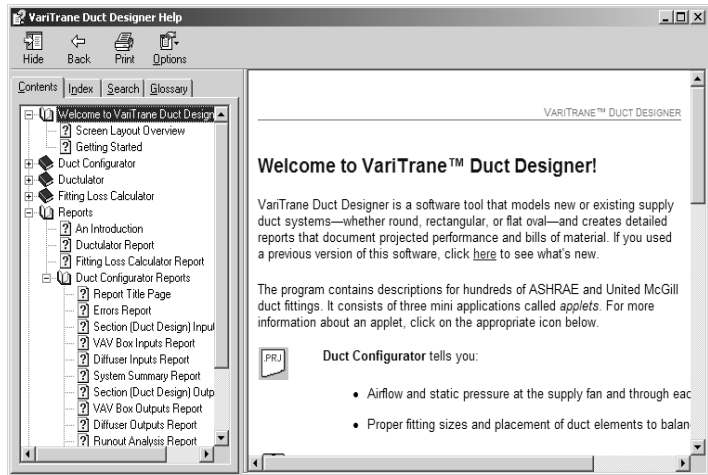 VariTrane Duct Designer Help
Hide Back Print Options
Contents Index Search Glossary
Welcome to VariTrane Duct Design
Screen Layout Overview
Getting Started
Duct Configurator
Ductulator
Fitting Loss Calculator
Reports
An Introduction
Ductulator Report
Fitting Loss Calculator Report
Duct Configurator Reports
Report Title Page
Errors Report
Section (Duct Design) Input
VAV Box Inputs Report
Diffuser Inputs Report
System Summary Report
Section (Duct Design) Outp
VAV Box Outputs Report
Diffuser Outputs Report
Runout Analysis Report
VARITRANE™ DUCT DESIGNER
Welcome to VariTrane™ Duct Designer!
VariTrane Duct Designer is a software tool that models new or existing supply
duct systems—whether round, rectangular, or flat oval—and creates detailed
reports that document projected performance and bills of material. If you used
a previous version of this software, click here to see what's new.
The program contains descriptions for hundreds of ASHRAE and United McGill
duct fittings. It consists of three mini applications called applets. For more
information about an applet, click on the appropriate icon below.
.PRJ
Duct Configurator tells you:
• Airflow and static pressure at the supply fan and through eac
• Proper fitting sizes and placement of duct elements to balan